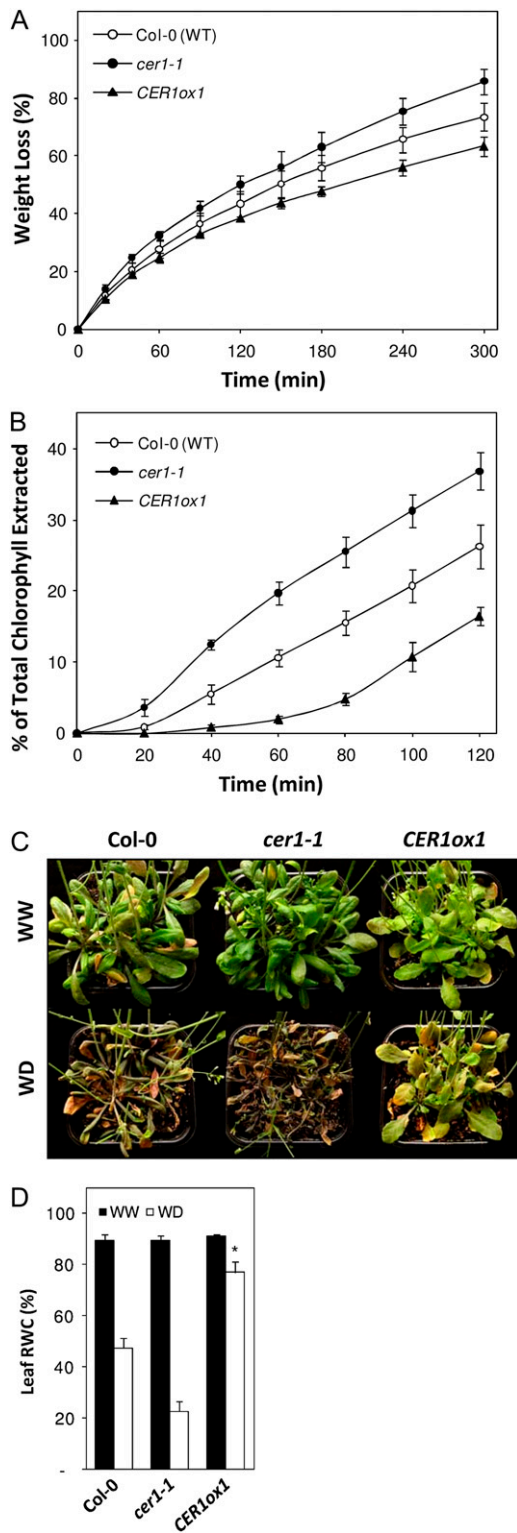 A
Col-0 (WT)
cer1-1
CER1ox1
Weight Loss (%)
100
80
60
40
20
0
0 60 120 180 240 300
Time (min)
B
Col-0 (WT)
cer1-1
CER1ox1
% of Total Chlorophyll Extracted
40
30
20
10
0
0 20 40 60 80 100 120
Time (min)
C
Col-0 cer1-1 CER1ox1
WW
WD
D
WW WD
Leaf RWC (%)
100
80
60
40
20
-
*
Col-0 cer1-1 CER1ox1